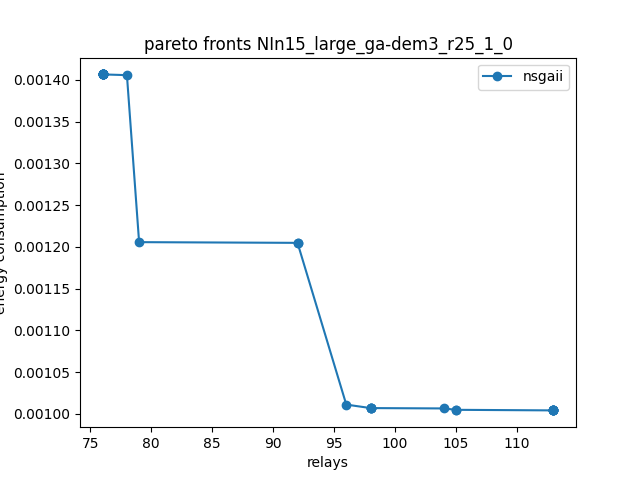 pareto fronts NIn15_large_ga-dem3_r25_1_0
nsgaii
0.00140
0.00135
0.00130
0.00125
0.00120
0.00115
0.00110
0.00105
0.00100
energy consumption
75 80 85 90 95 100 105 110
relays